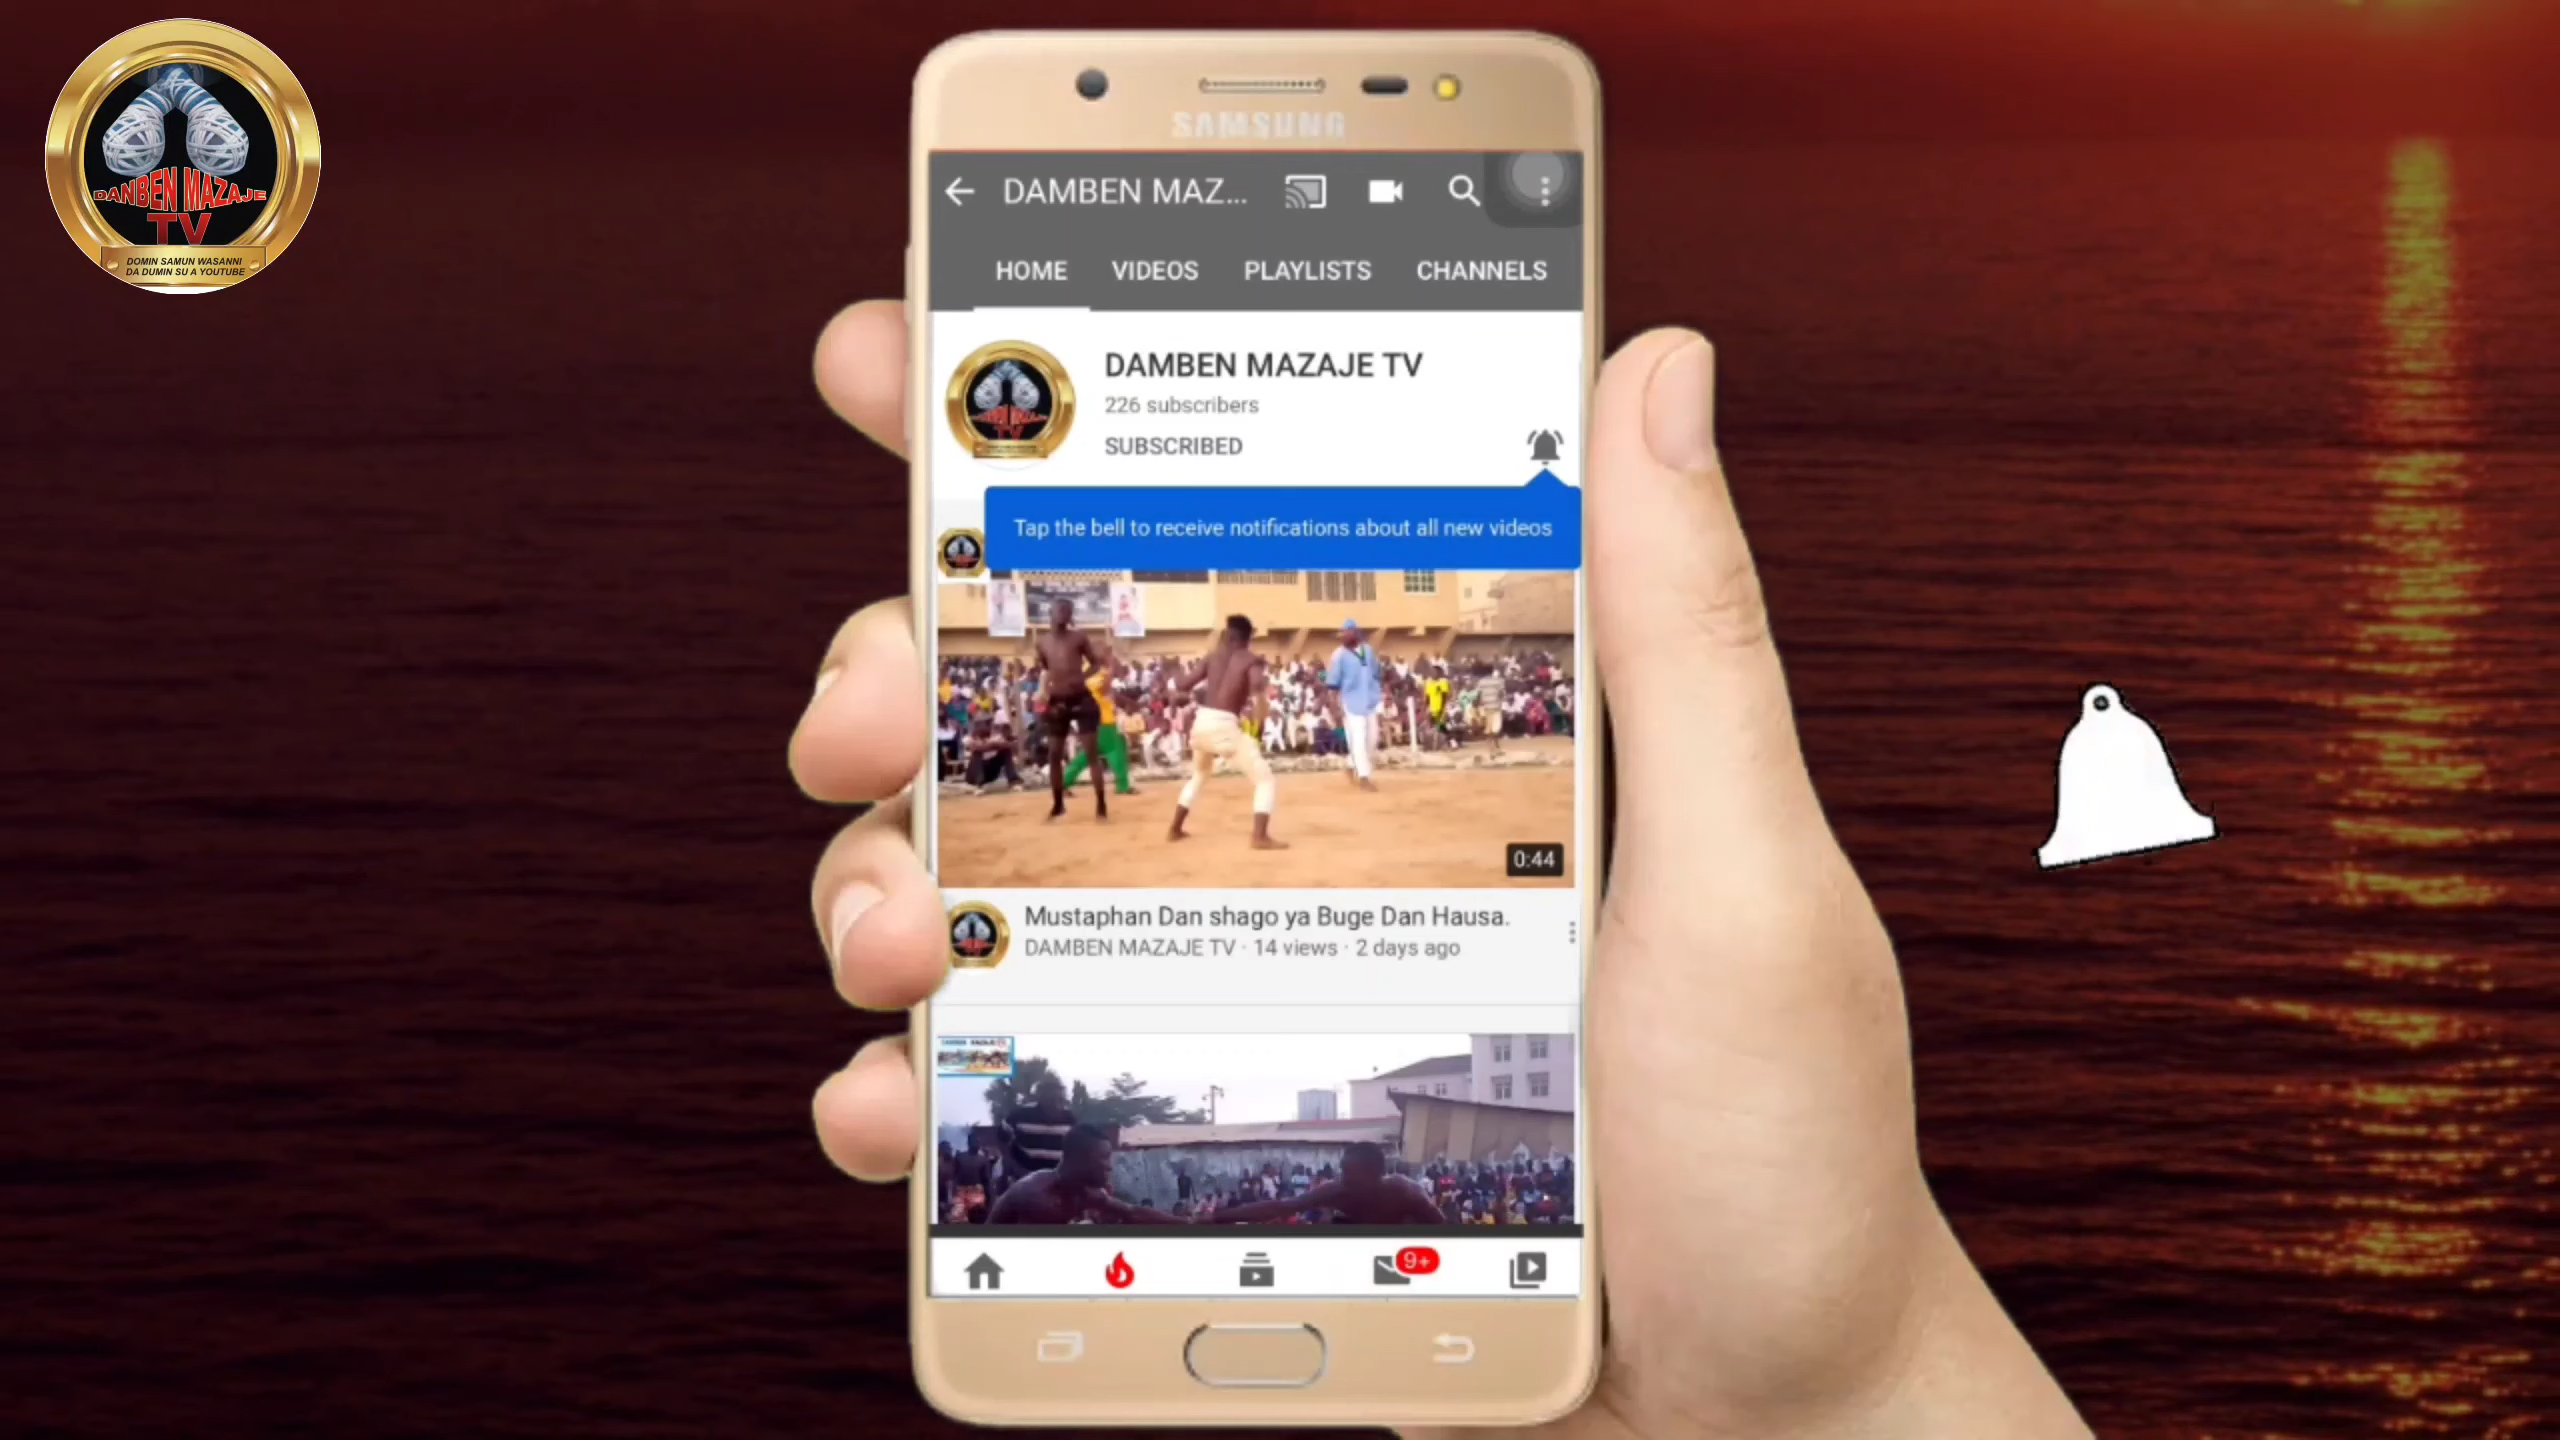 DANBEN MAZAJE
TV
DOMIN SAMUN WASANNI
DA DUMIN SU A YOUTUBE
SAMSUNG
DAMBEN MAZ...
HOME VIDEOS PLAYLISTS CHANNELS
DAMBEN MAZAJE TV
226 subscribers
SUBSCRIBED
Tap the bell to receive notifications about all new videos
0:44
Mustaphan Dan shago ya Buge Dan Hausa.
DAMBEN MAZAJE TV · 14 views · 2 days ago
9+